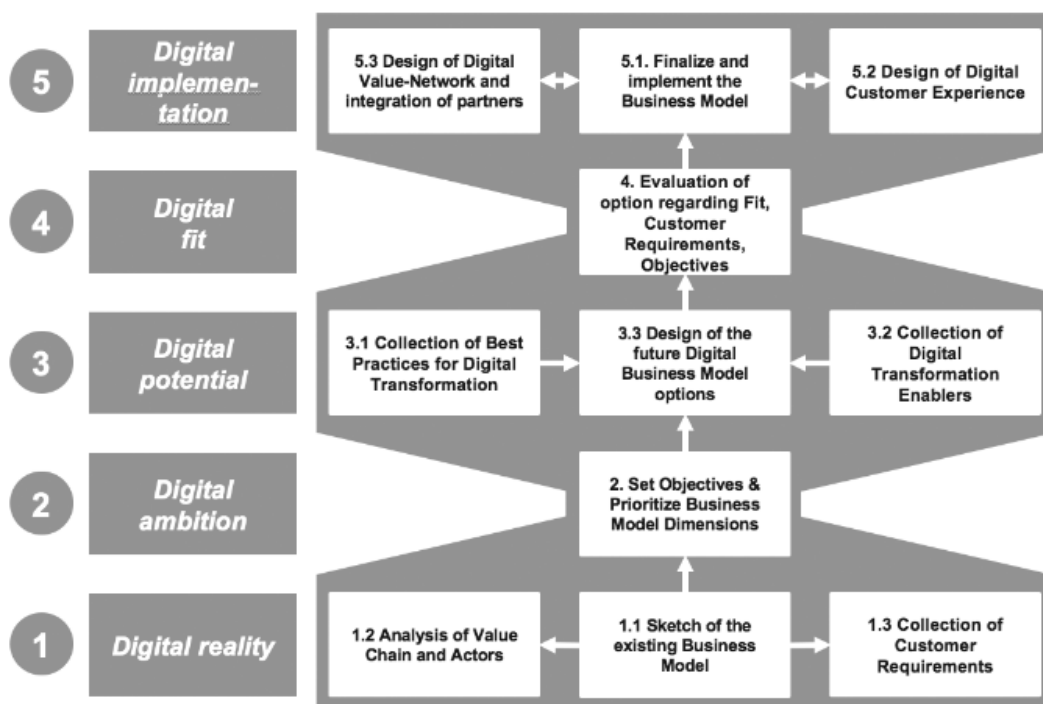 5
Digital
implemen-
tation
5.3 Design of Digital
Value-Network and
integration of partners
5.1. Finalize and
implement the
Business Model
5.2 Design of Digital
Customer Experience
4
Digital
fit
4. Evaluation of
option regarding Fit,
Customer
Requirements,
Objectives
3
Digital
potential
3.1 Collection of Best
Practices for Digital
Transformation
3.3 Design of the
future Digital
Business Model
options
3.2 Collection of
Digital
Transformation
Enablers
2
Digital
ambition
2. Set Objectives &
Prioritize Business
Model Dimensions
1
Digital reality
1.2 Analysis of Value
Chain and Actors
1.1 Sketch of the
existing Business
Model
1.3 Collection of
Customer
Requirements